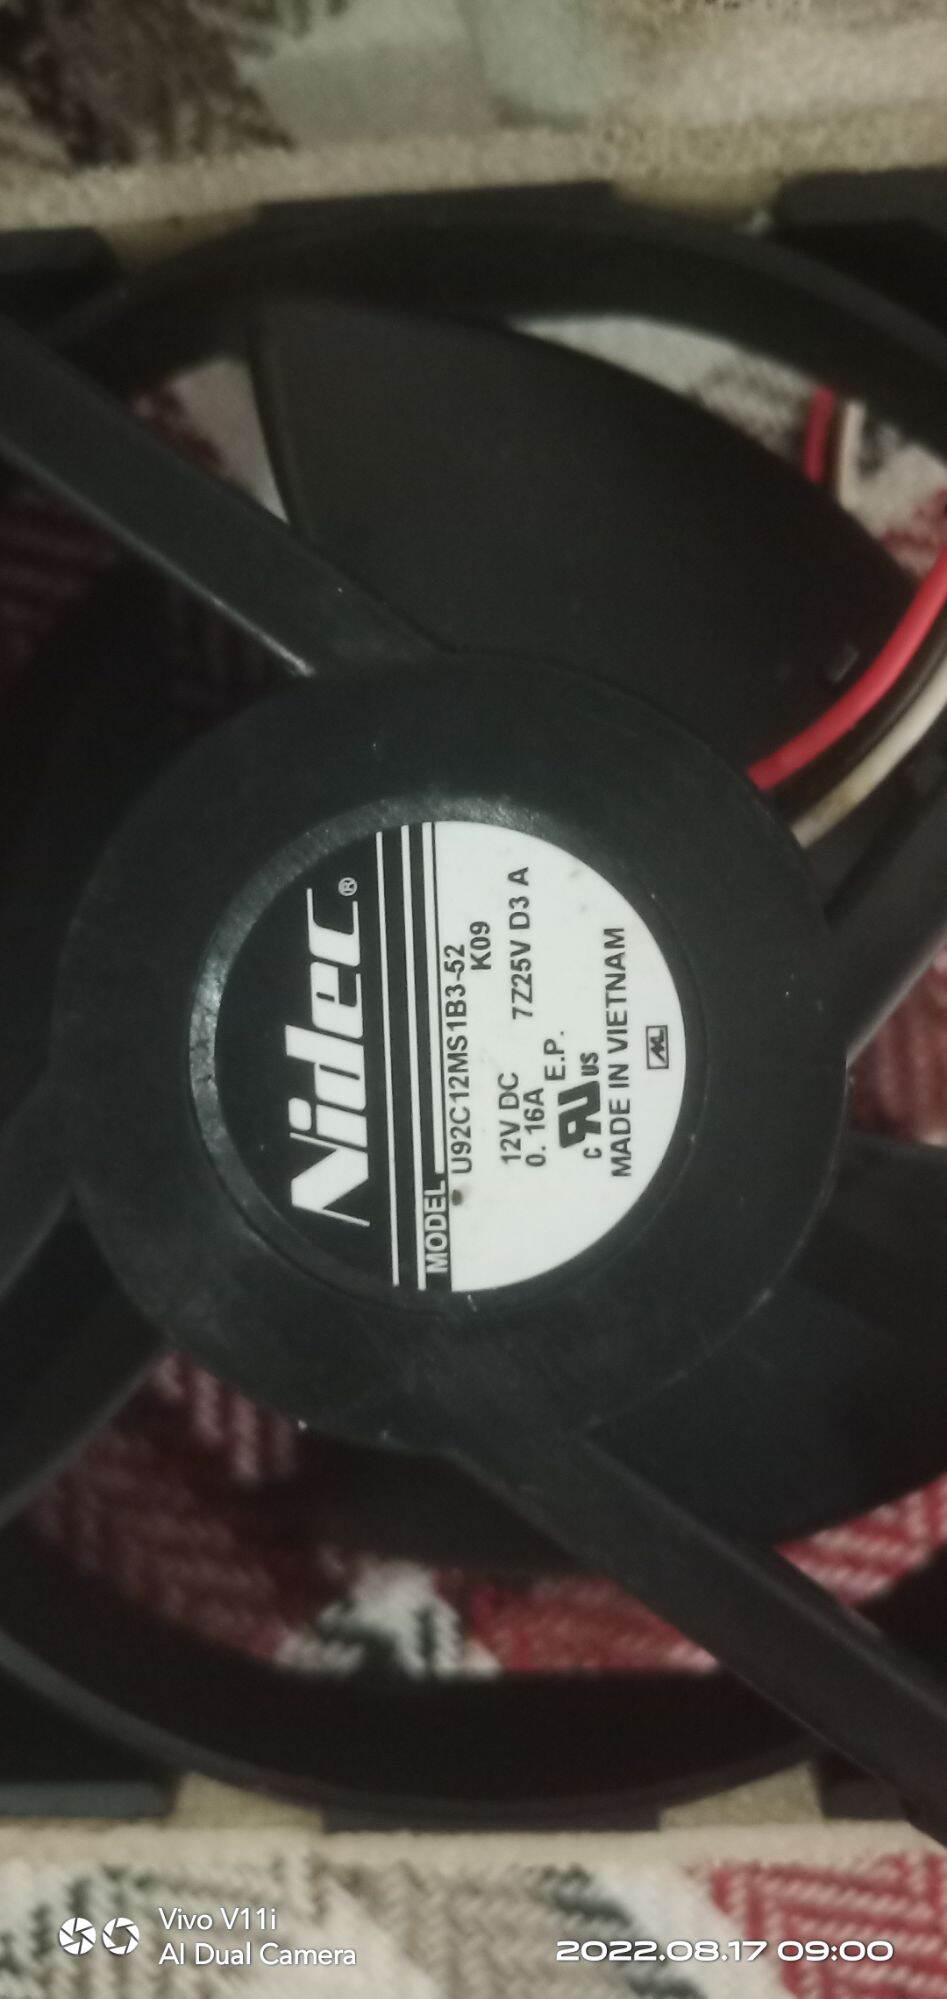 Nidec®
MODEL U92C12MS1B3-52
K09
12V DC 7Z25V D3 A
0.16A
E.P.
c RU US
MADE IN VIETNAM
Vivo V11i
AI Dual Camera
2022.08.17 09:00